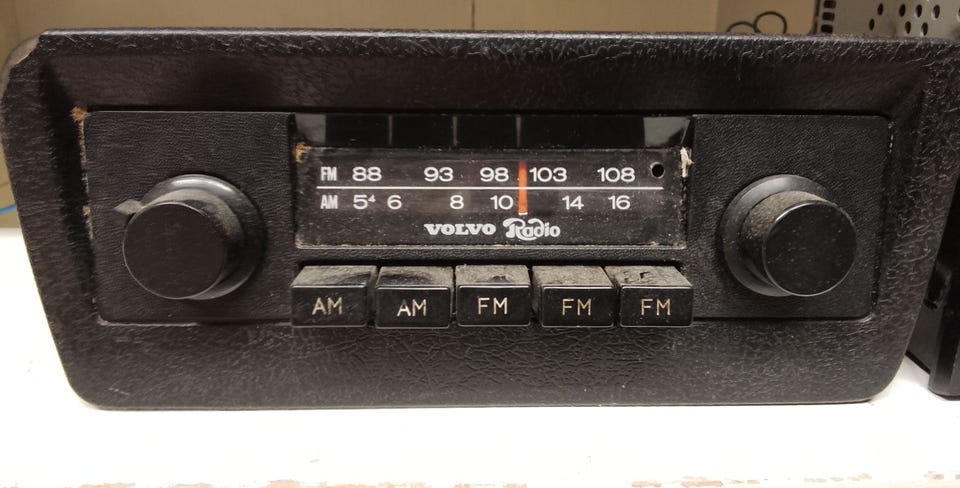 FM 88 93 98 103 108
AM 5⁴ 6 8 10 14 16
VOLVO Radio
AM AM FM FM FM